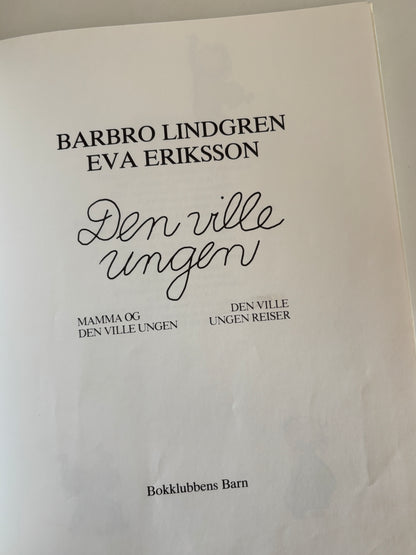 BARBRO LINDGREN
EVA ERIKSSON
Den ville
ungen
MAMMA OG
DEN VILLE UNGEN
DEN VILLE
UNGEN REISER
Bokklubbens Barn